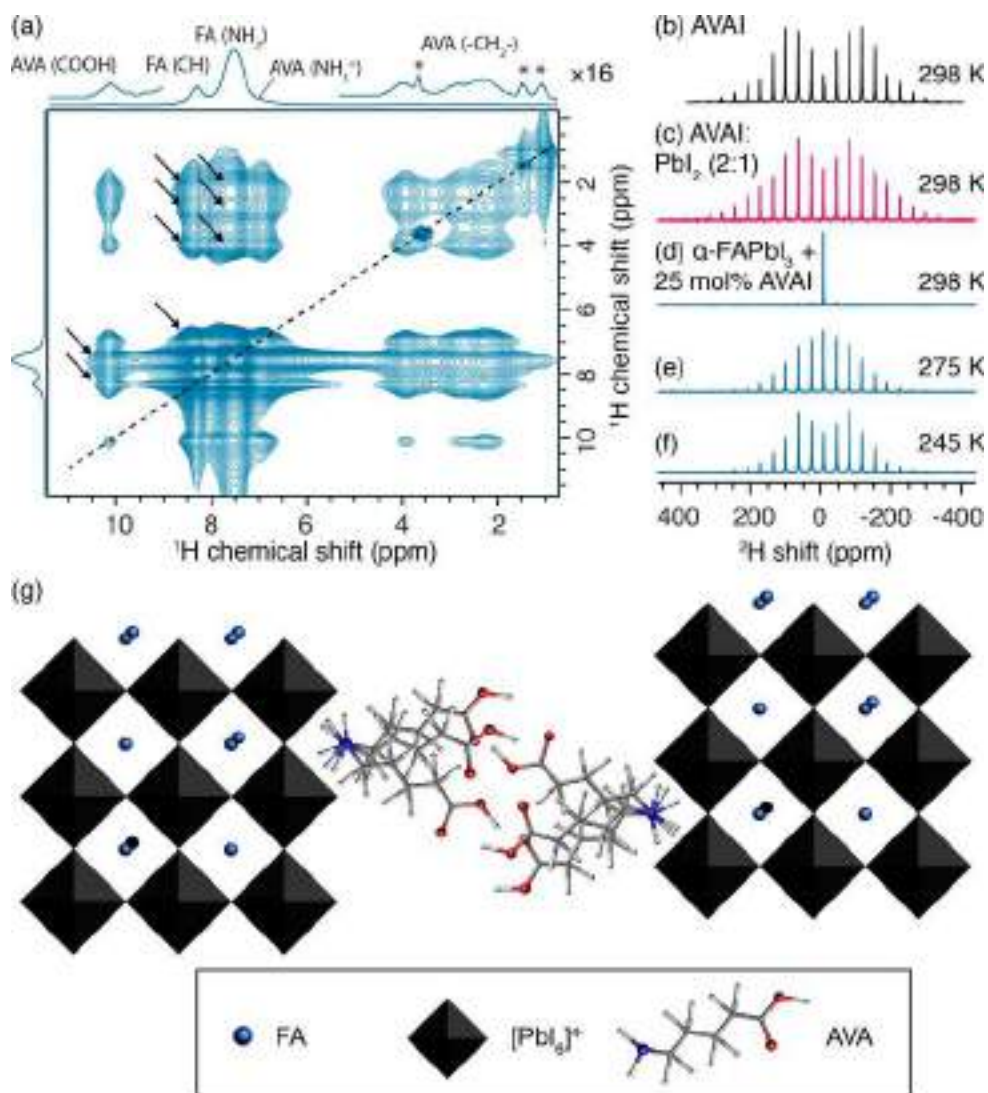 (a)
FA (NH₂)
AVA (COOH)
FA (CH)
AVA (NH₃⁺)
AVA (-CH₂-)
* * *
×16
2
4
6
8
10
¹H chemical shift (ppm)
10 8 6 4 2
¹H chemical shift (ppm)
(b) AVAI
298 K
(c) AVAI:
PbI₂ (2:1)
298 K
(d) α-FAPbI₃ +
25 mol% AVAI
298 K
(e)
275 K
(f)
245 K
400 200 0 -200 -400
²H shift (ppm)
(g)
FA
[PbI₆]⁴
AVA